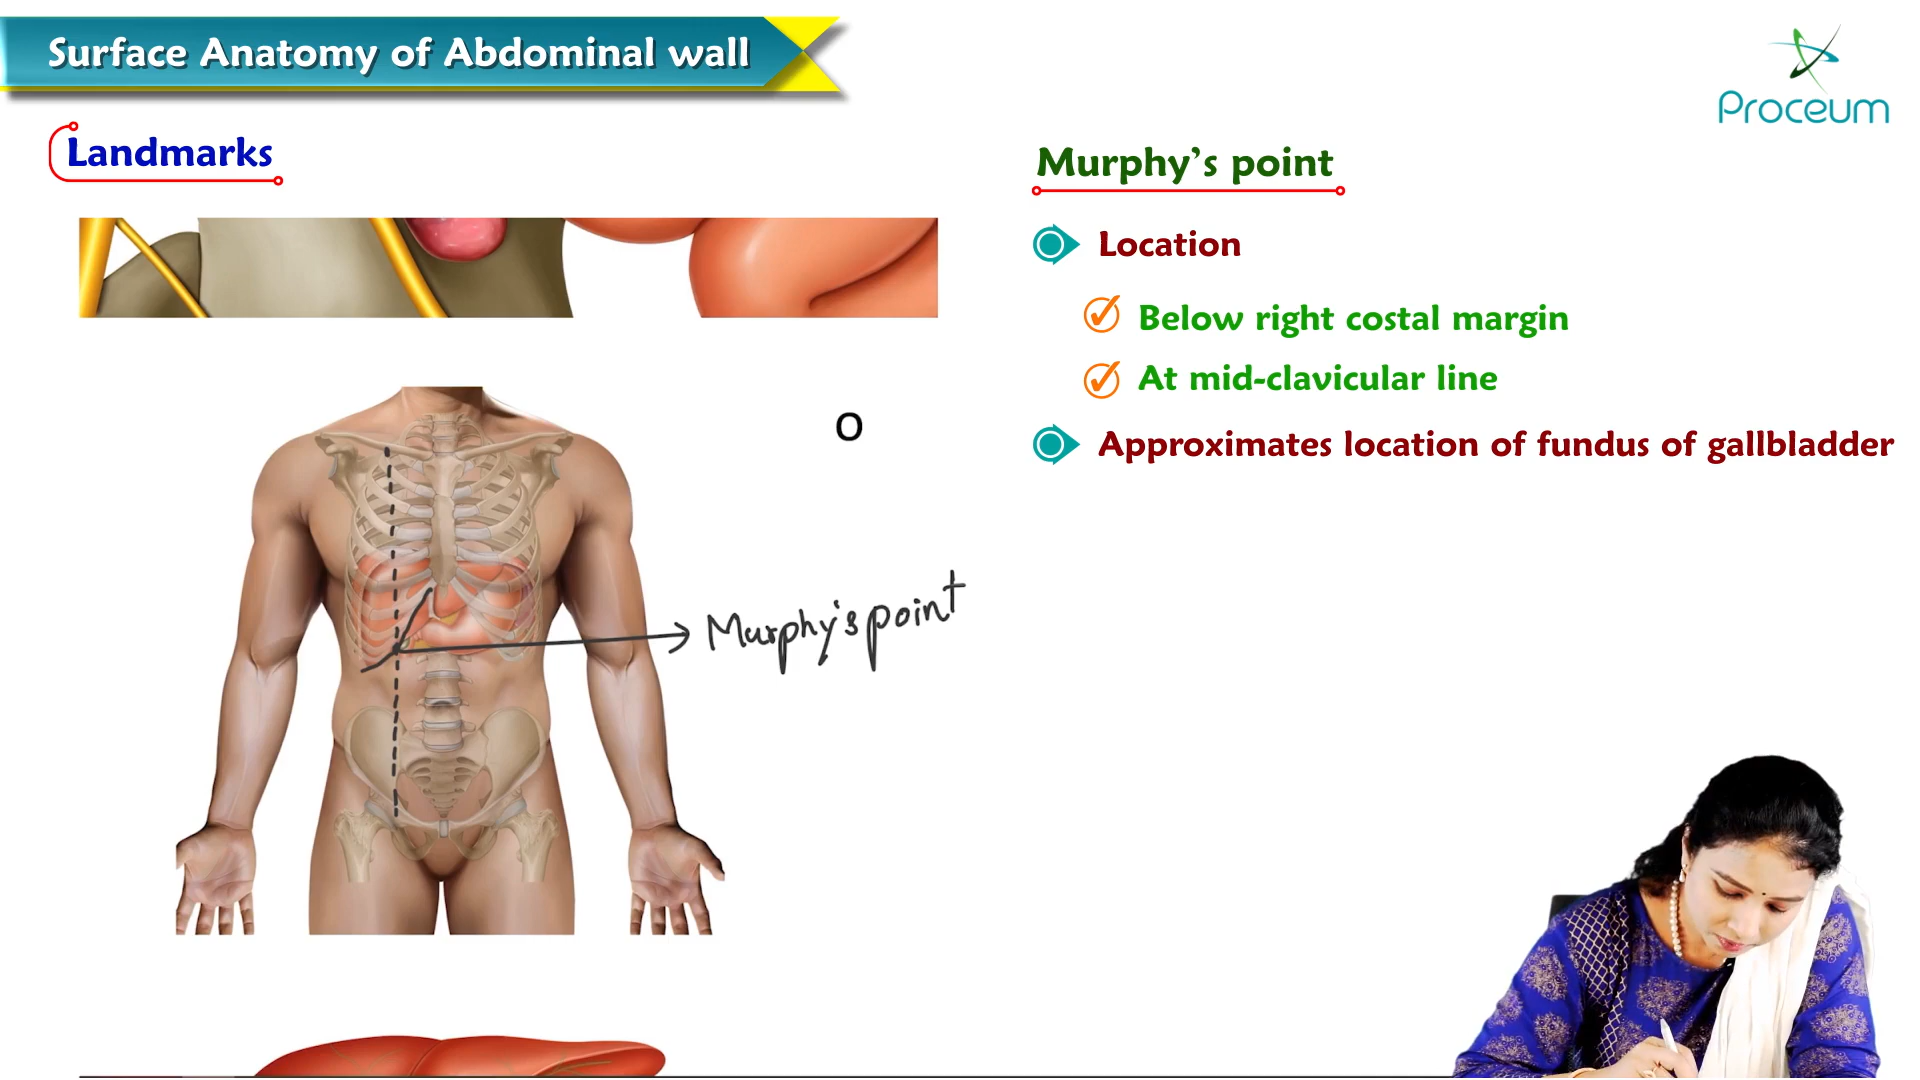 Surface Anatomy of Abdominal wall
Proceum
Landmarks
Murphy's point
Location
Below right costal margin
At mid-clavicular line
Approximates location of fundus of gallbladder
O
Murphy's point